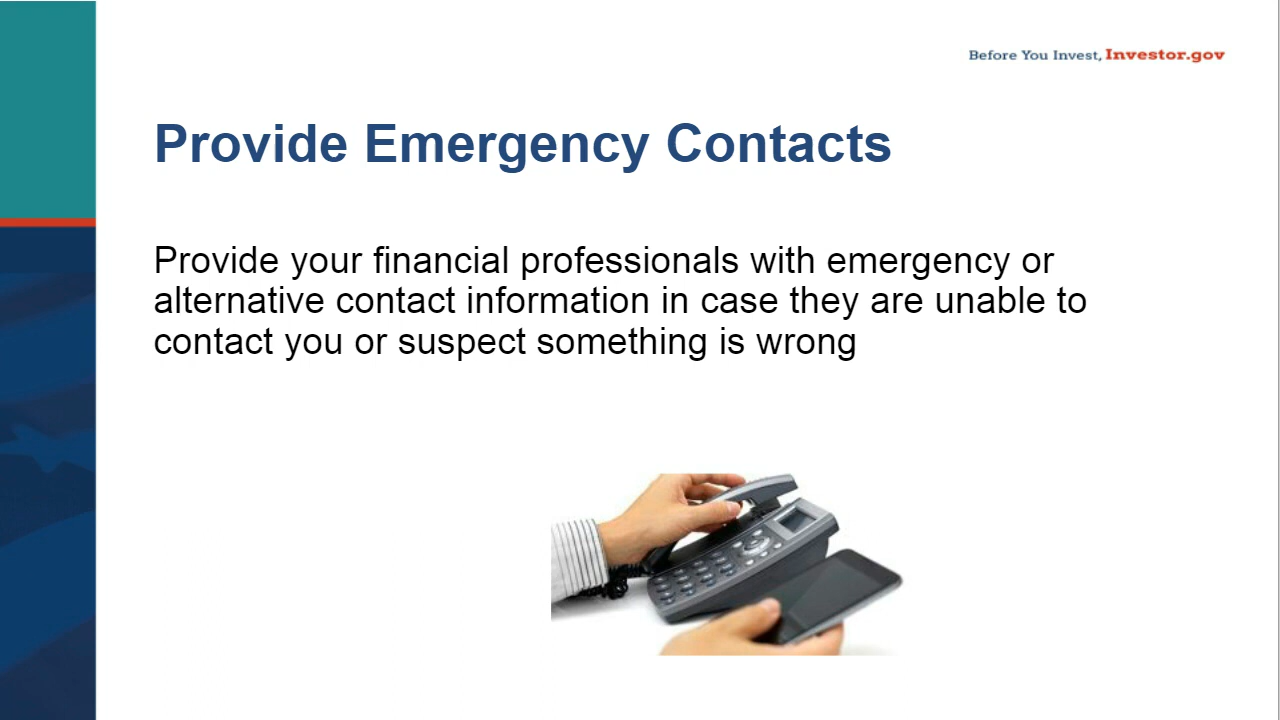 Before You Invest, Investor.gov
Provide Emergency Contacts
Provide your financial professionals with emergency or
alternative contact information in case they are unable to
contact you or suspect something is wrong